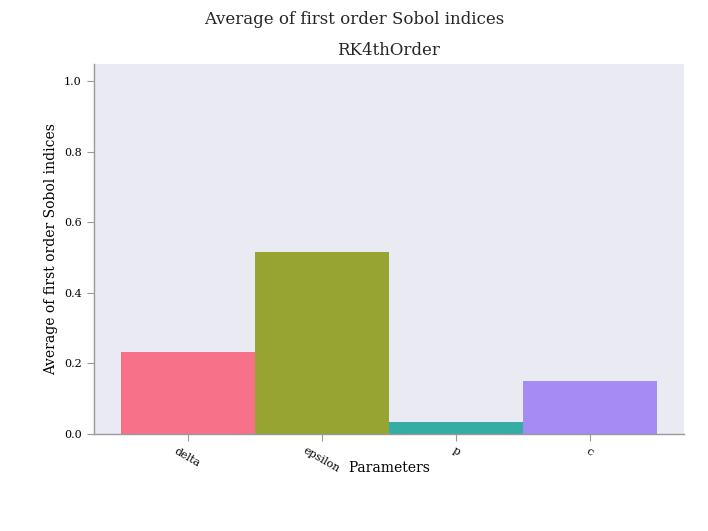 Average of first order Sobol indices
RK4thOrder
Average of first order Sobol indices
1.0
0.8
0.6
0.4
0.2
0.0
delta
epsilon
p
c
Parameters